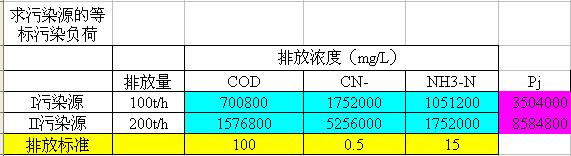 求污染源的等
标污染负荷
排放浓度（mg/L）
排放量 COD CN- NH3-N Pj
I污染源 100t/h 700800 1752000 1051200 3504000
II污染源 200t/h 1576800 5256000 1752000 8584800
排放标准 100 0.5 15